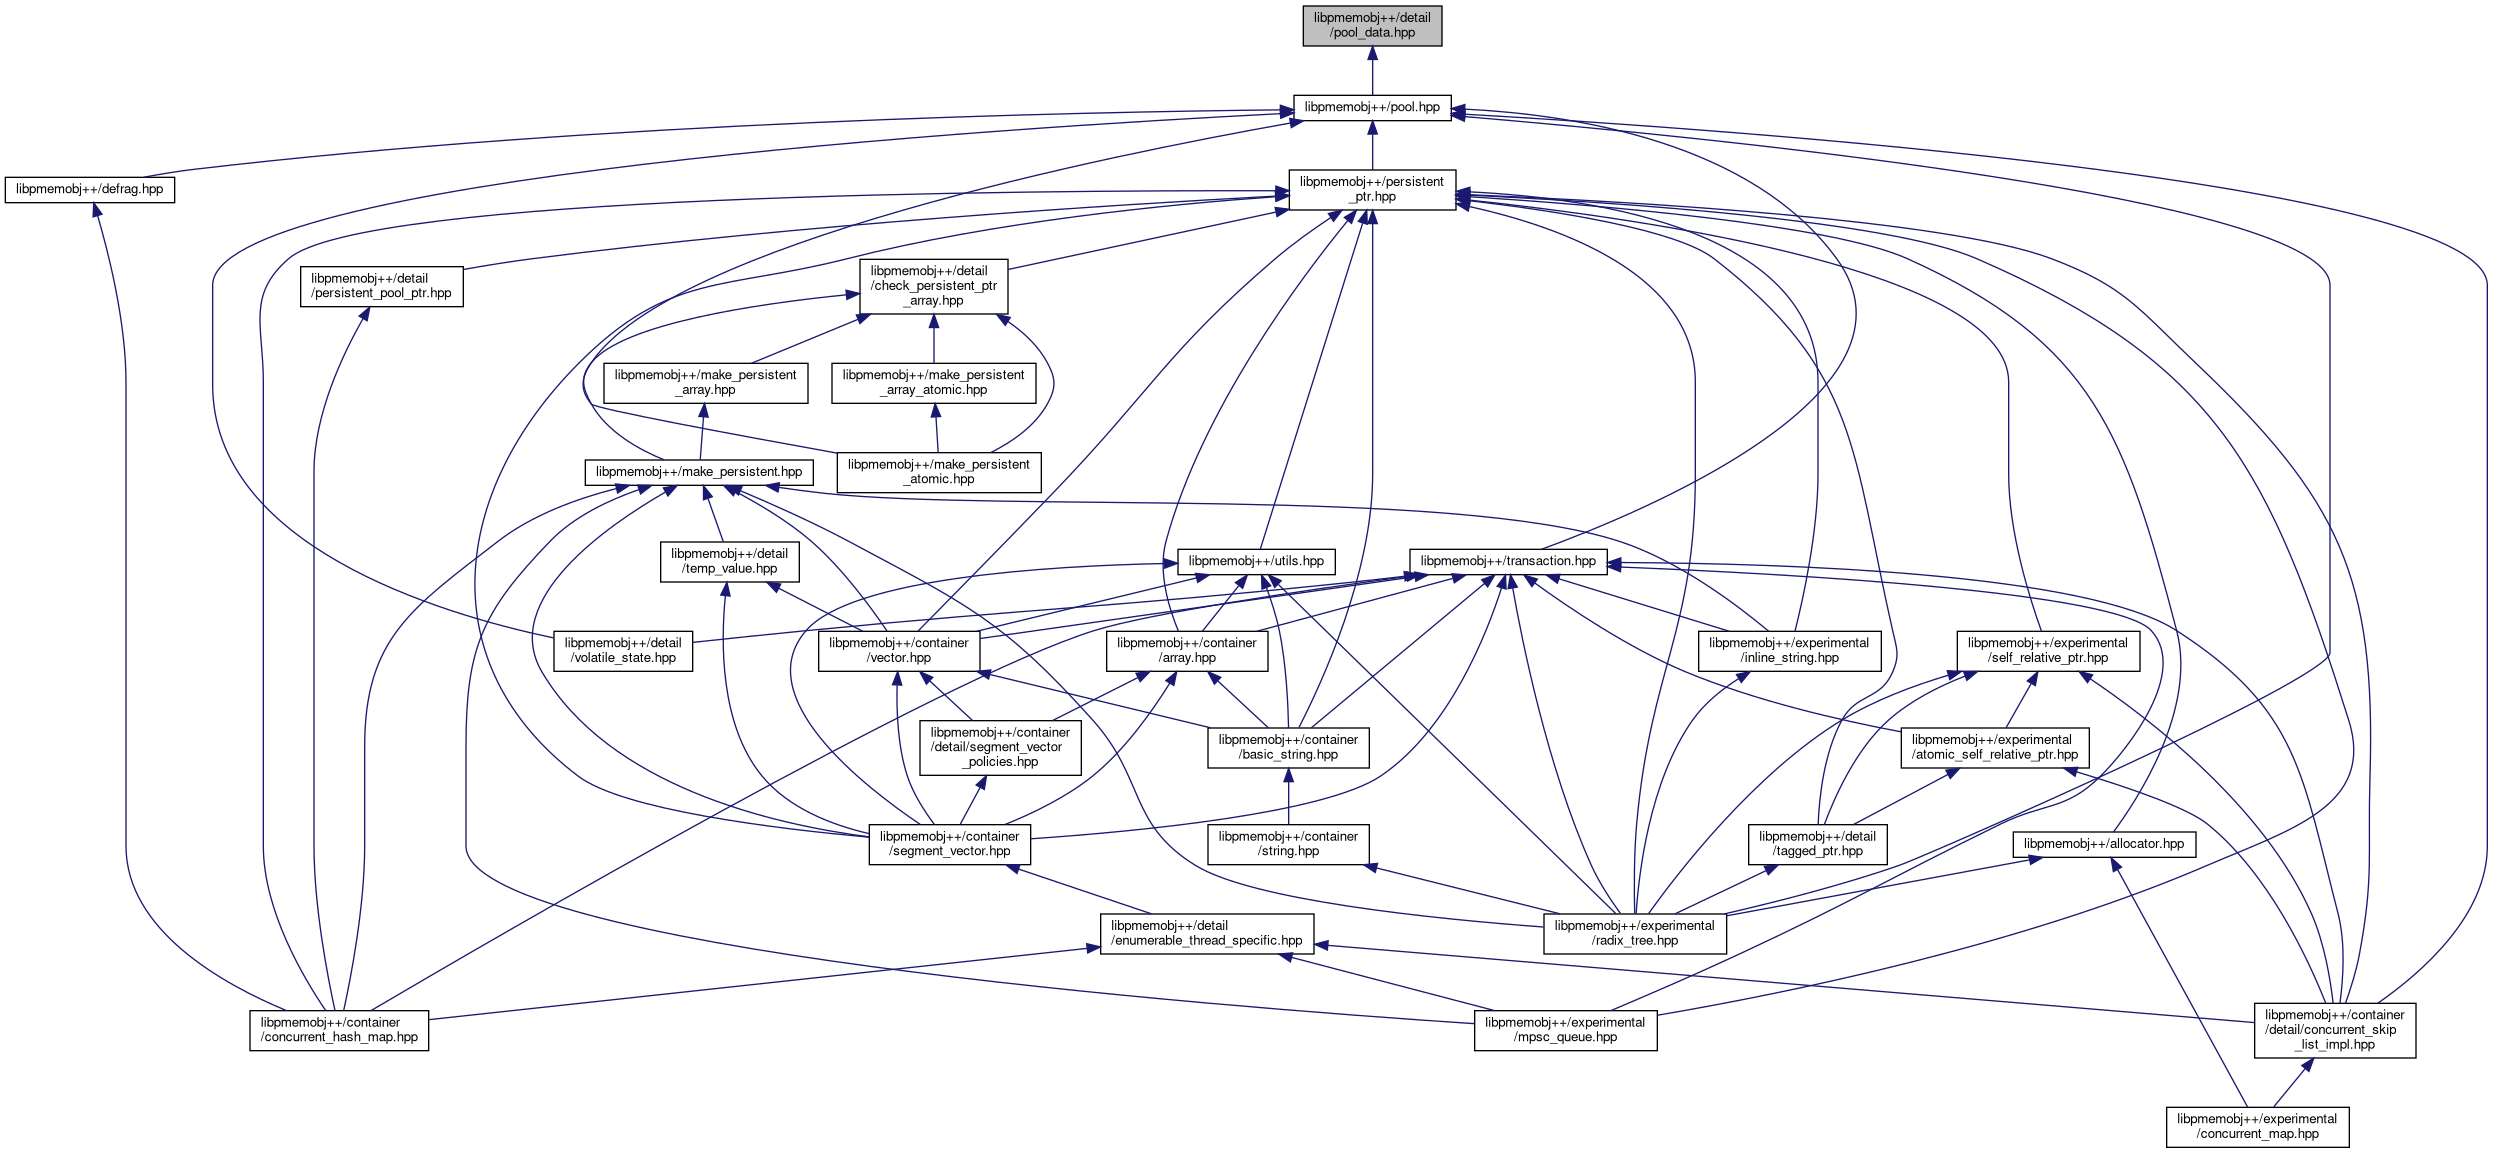 libpmemobj++/detail
/pool_data.hpp
libpmemobj++/pool.hpp
libpmemobj++/defrag.hpp
libpmemobj++/persistent
_ptr.hpp
libpmemobj++/detail
/persistent_pool_ptr.hpp
libpmemobj++/detail
/check_persistent_ptr
_array.hpp
libpmemobj++/make_persistent
_array.hpp
libpmemobj++/make_persistent
_array_atomic.hpp
libpmemobj++/make_persistent.hpp
libpmemobj++/make_persistent
_atomic.hpp
libpmemobj++/detail
/temp_value.hpp
libpmemobj++/utils.hpp
libpmemobj++/transaction.hpp
libpmemobj++/detail
/volatile_state.hpp
libpmemobj++/container
/vector.hpp
libpmemobj++/container
/array.hpp
libpmemobj++/experimental
/inline_string.hpp
libpmemobj++/experimental
/self_relative_ptr.hpp
libpmemobj++/container
/detail/segment_vector
_policies.hpp
libpmemobj++/container
/basic_string.hpp
libpmemobj++/experimental
/atomic_self_relative_ptr.hpp
libpmemobj++/container
/segment_vector.hpp
libpmemobj++/container
/string.hpp
libpmemobj++/detail
/tagged_ptr.hpp
libpmemobj++/allocator.hpp
libpmemobj++/detail
/enumerable_thread_specific.hpp
libpmemobj++/experimental
/radix_tree.hpp
libpmemobj++/container
/concurrent_hash_map.hpp
libpmemobj++/experimental
/mpsc_queue.hpp
libpmemobj++/container
/detail/concurrent_skip
_list_impl.hpp
libpmemobj++/experimental
/concurrent_map.hpp